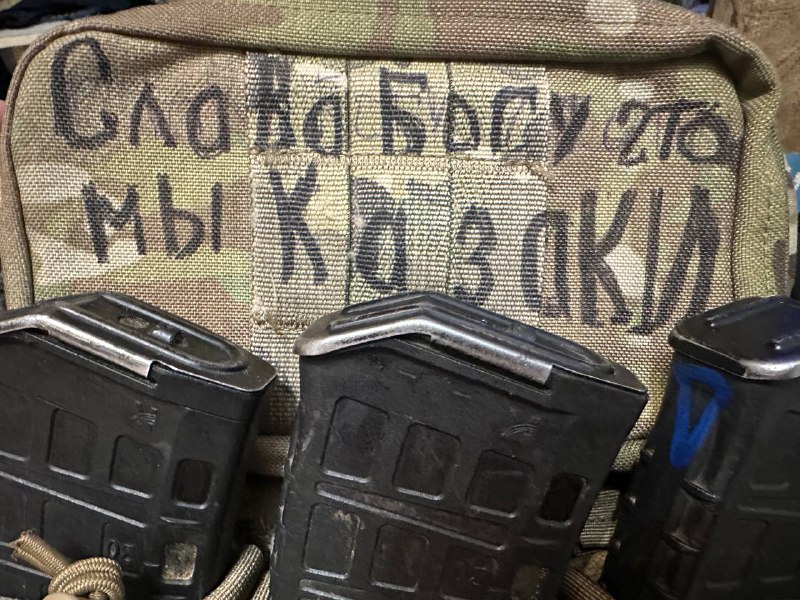 Слава Богу что
мы казаки